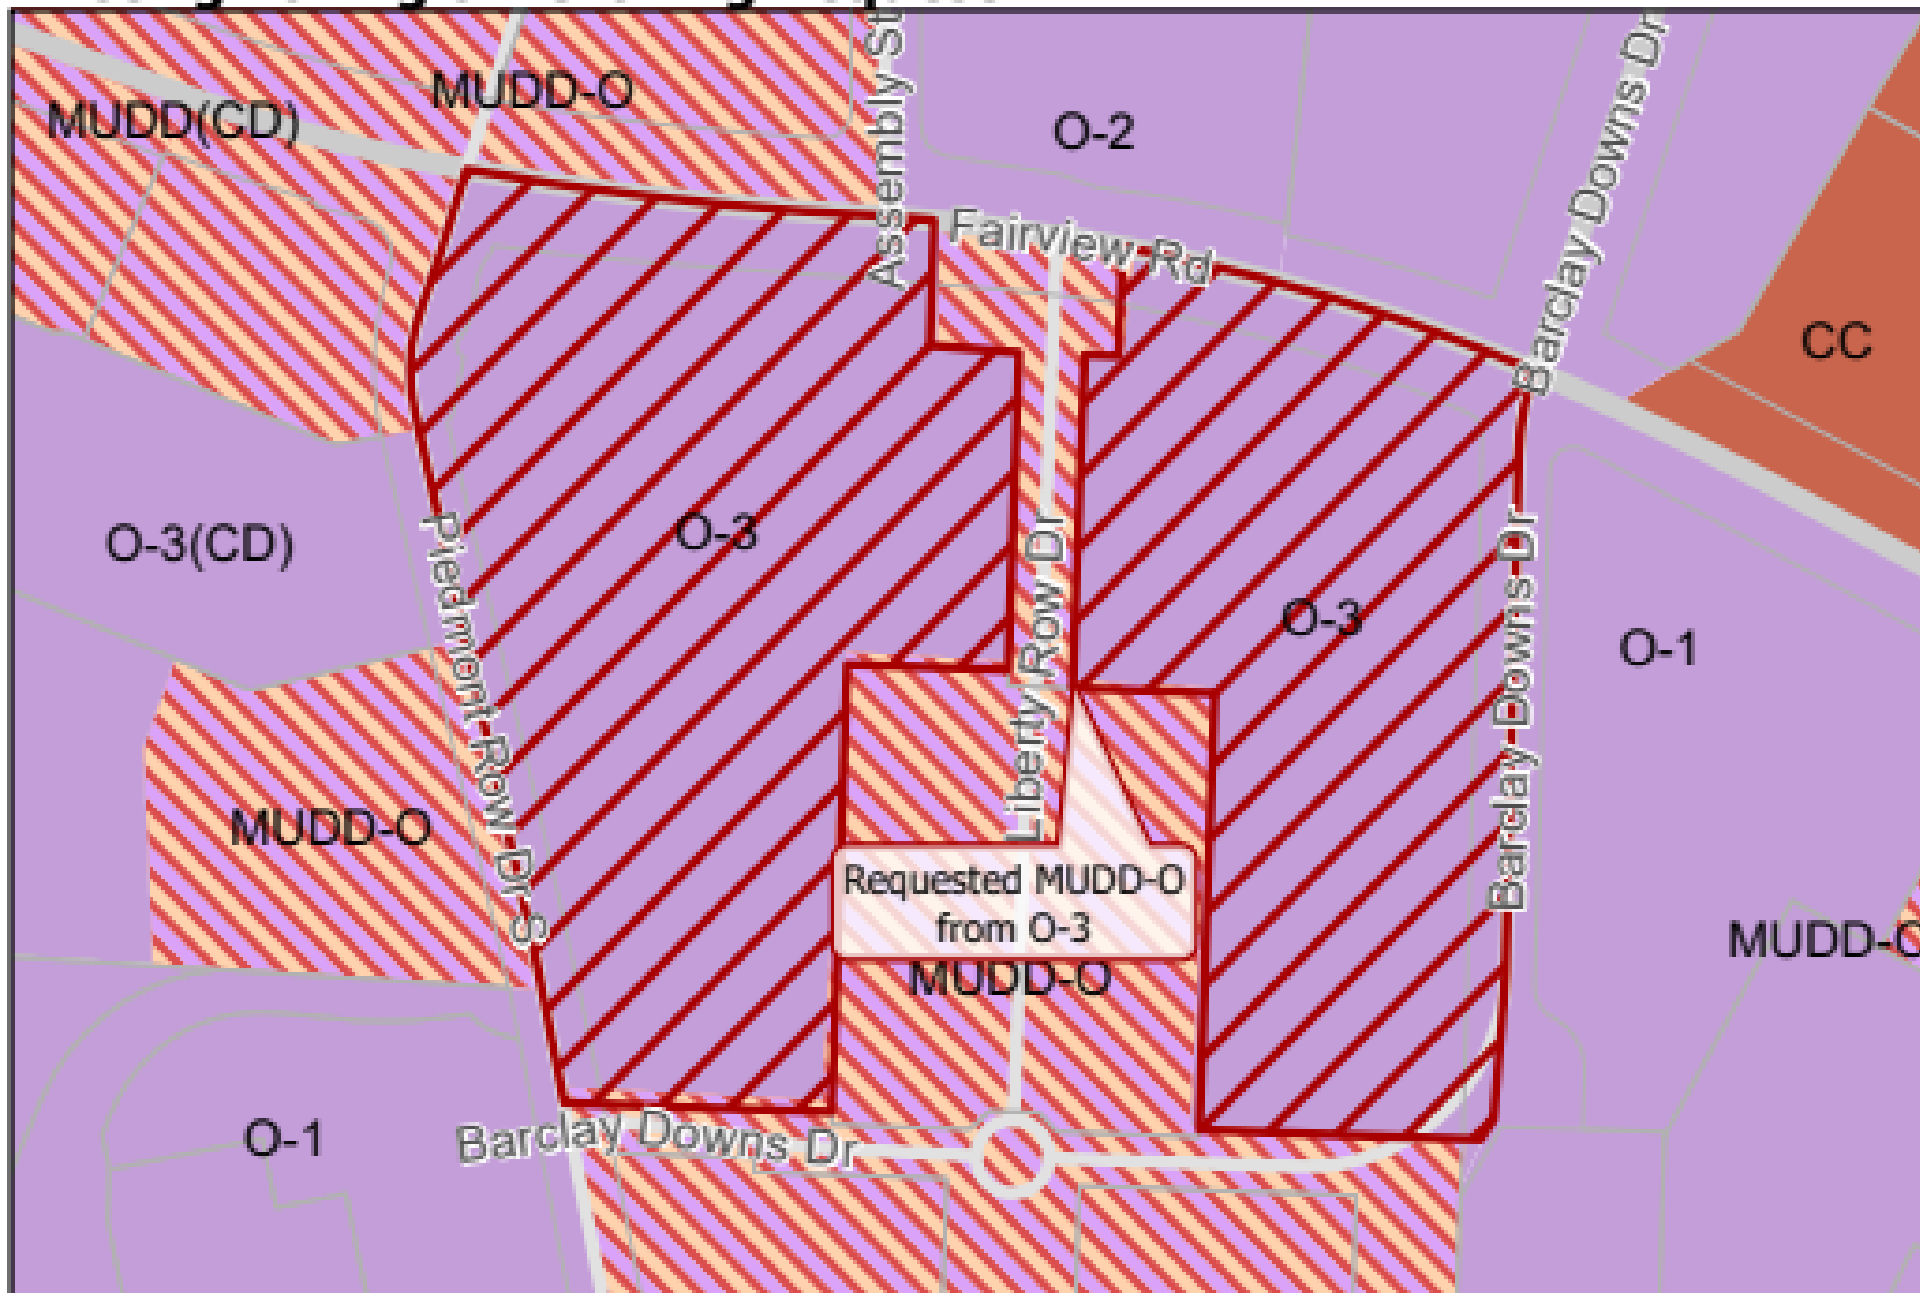 MUDD-O
MUDD(CD)
Assembly St
O-2
Barclay Downs Dr
Fairview Rd
CC
O-3(CD)
O-3
O-3
O-1
Piedmont Row Dr S
Liberty Row Dr
Barclay Downs Dr
MUDD-O
Requested MUDD-O
from O-3
MUDD-O
MUDD-O
O-1
Barclay Downs Dr